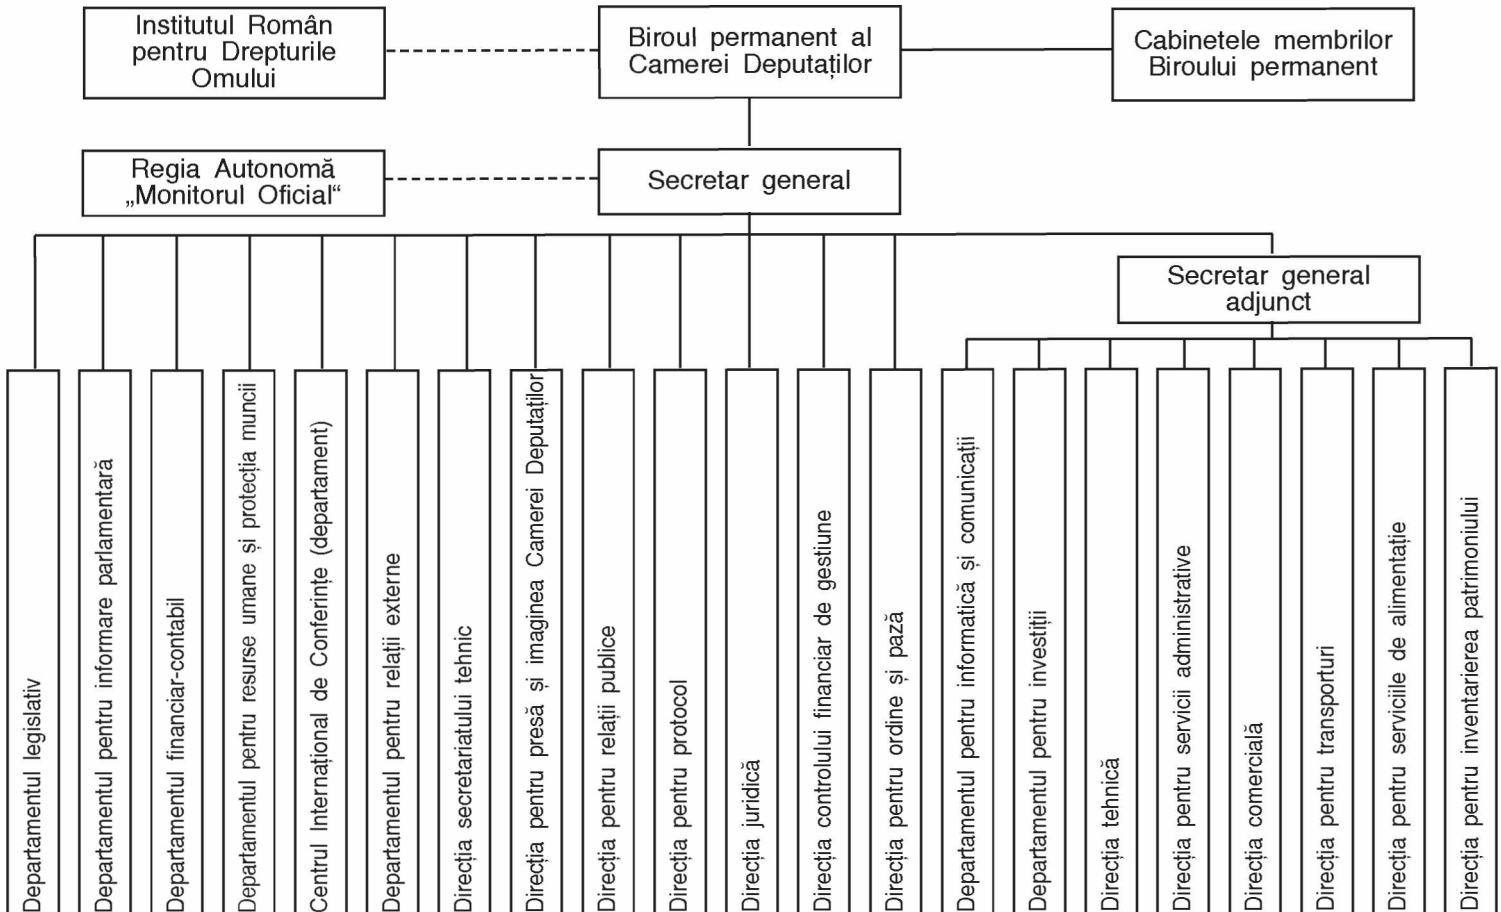 Institutul Român
pentru Drepturile
Omului
Biroul permanent al
Camerei Deputaților
Cabinetele membrilor
Biroului permanent
Regia Autonomă
„Monitorul Oficial“
Secretar general
Secretar general
adjunct
Departamentul legislativ
Departamentul pentru informare parlamentară
Departamentul financiar-contabil
Departamentul pentru resurse umane și protecția muncii
Centrul Internațional de Conferințe (departament)
Departamentul pentru relații externe
Direcția secretariatului tehnic
Direcția pentru presă și imaginea Camerei Deputaților
Direcția pentru relații publice
Direcția pentru protocol
Direcția juridică
Direcția controlului financiar de gestiune
Direcția pentru ordine și pază
Departamentul pentru informatică și comunicații
Departamentul pentru investiții
Direcția tehnică
Direcția pentru servicii administrative
Direcția comercială
Direcția pentru transporturi
Direcția pentru serviciile de alimentație
Direcția pentru inventarierea patrimoniului